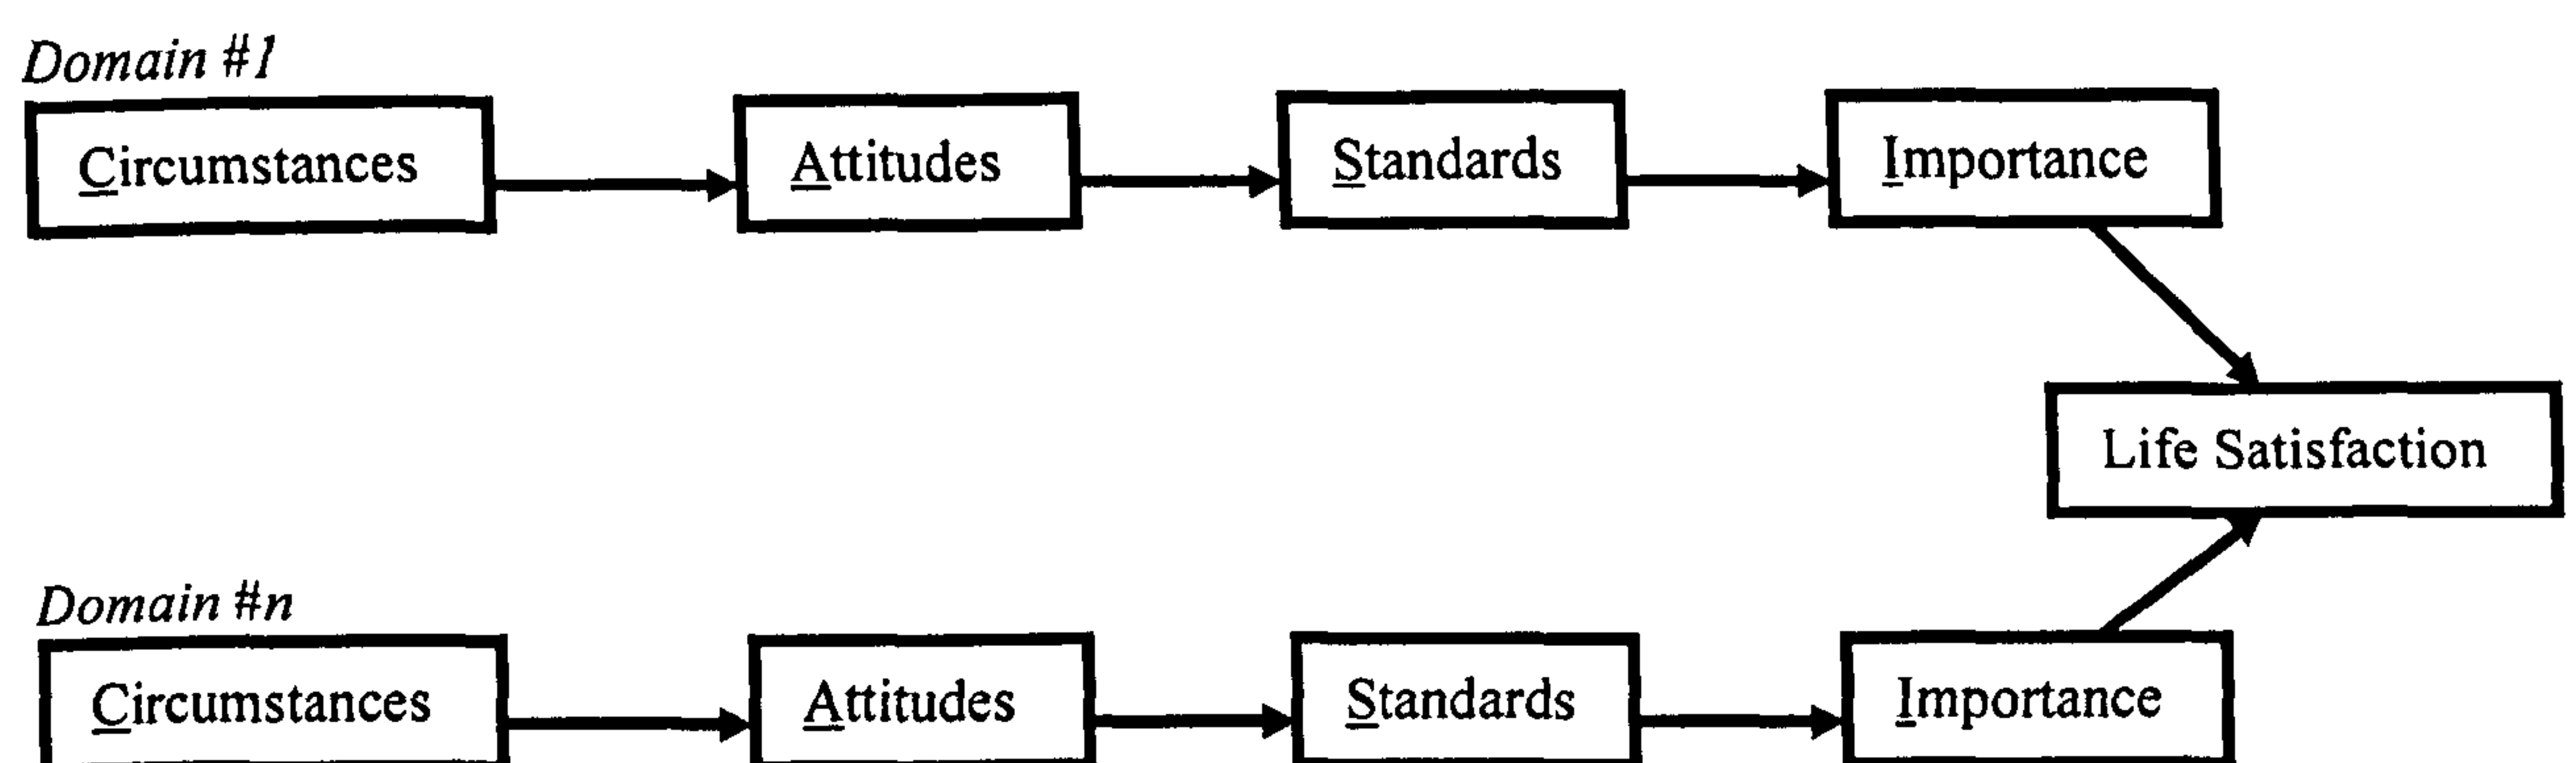 Domain #1
Circumstances
Attitudes
Standards
Importance
Life Satisfaction
Domain #n
Circumstances
Attitudes
Standards
Importance